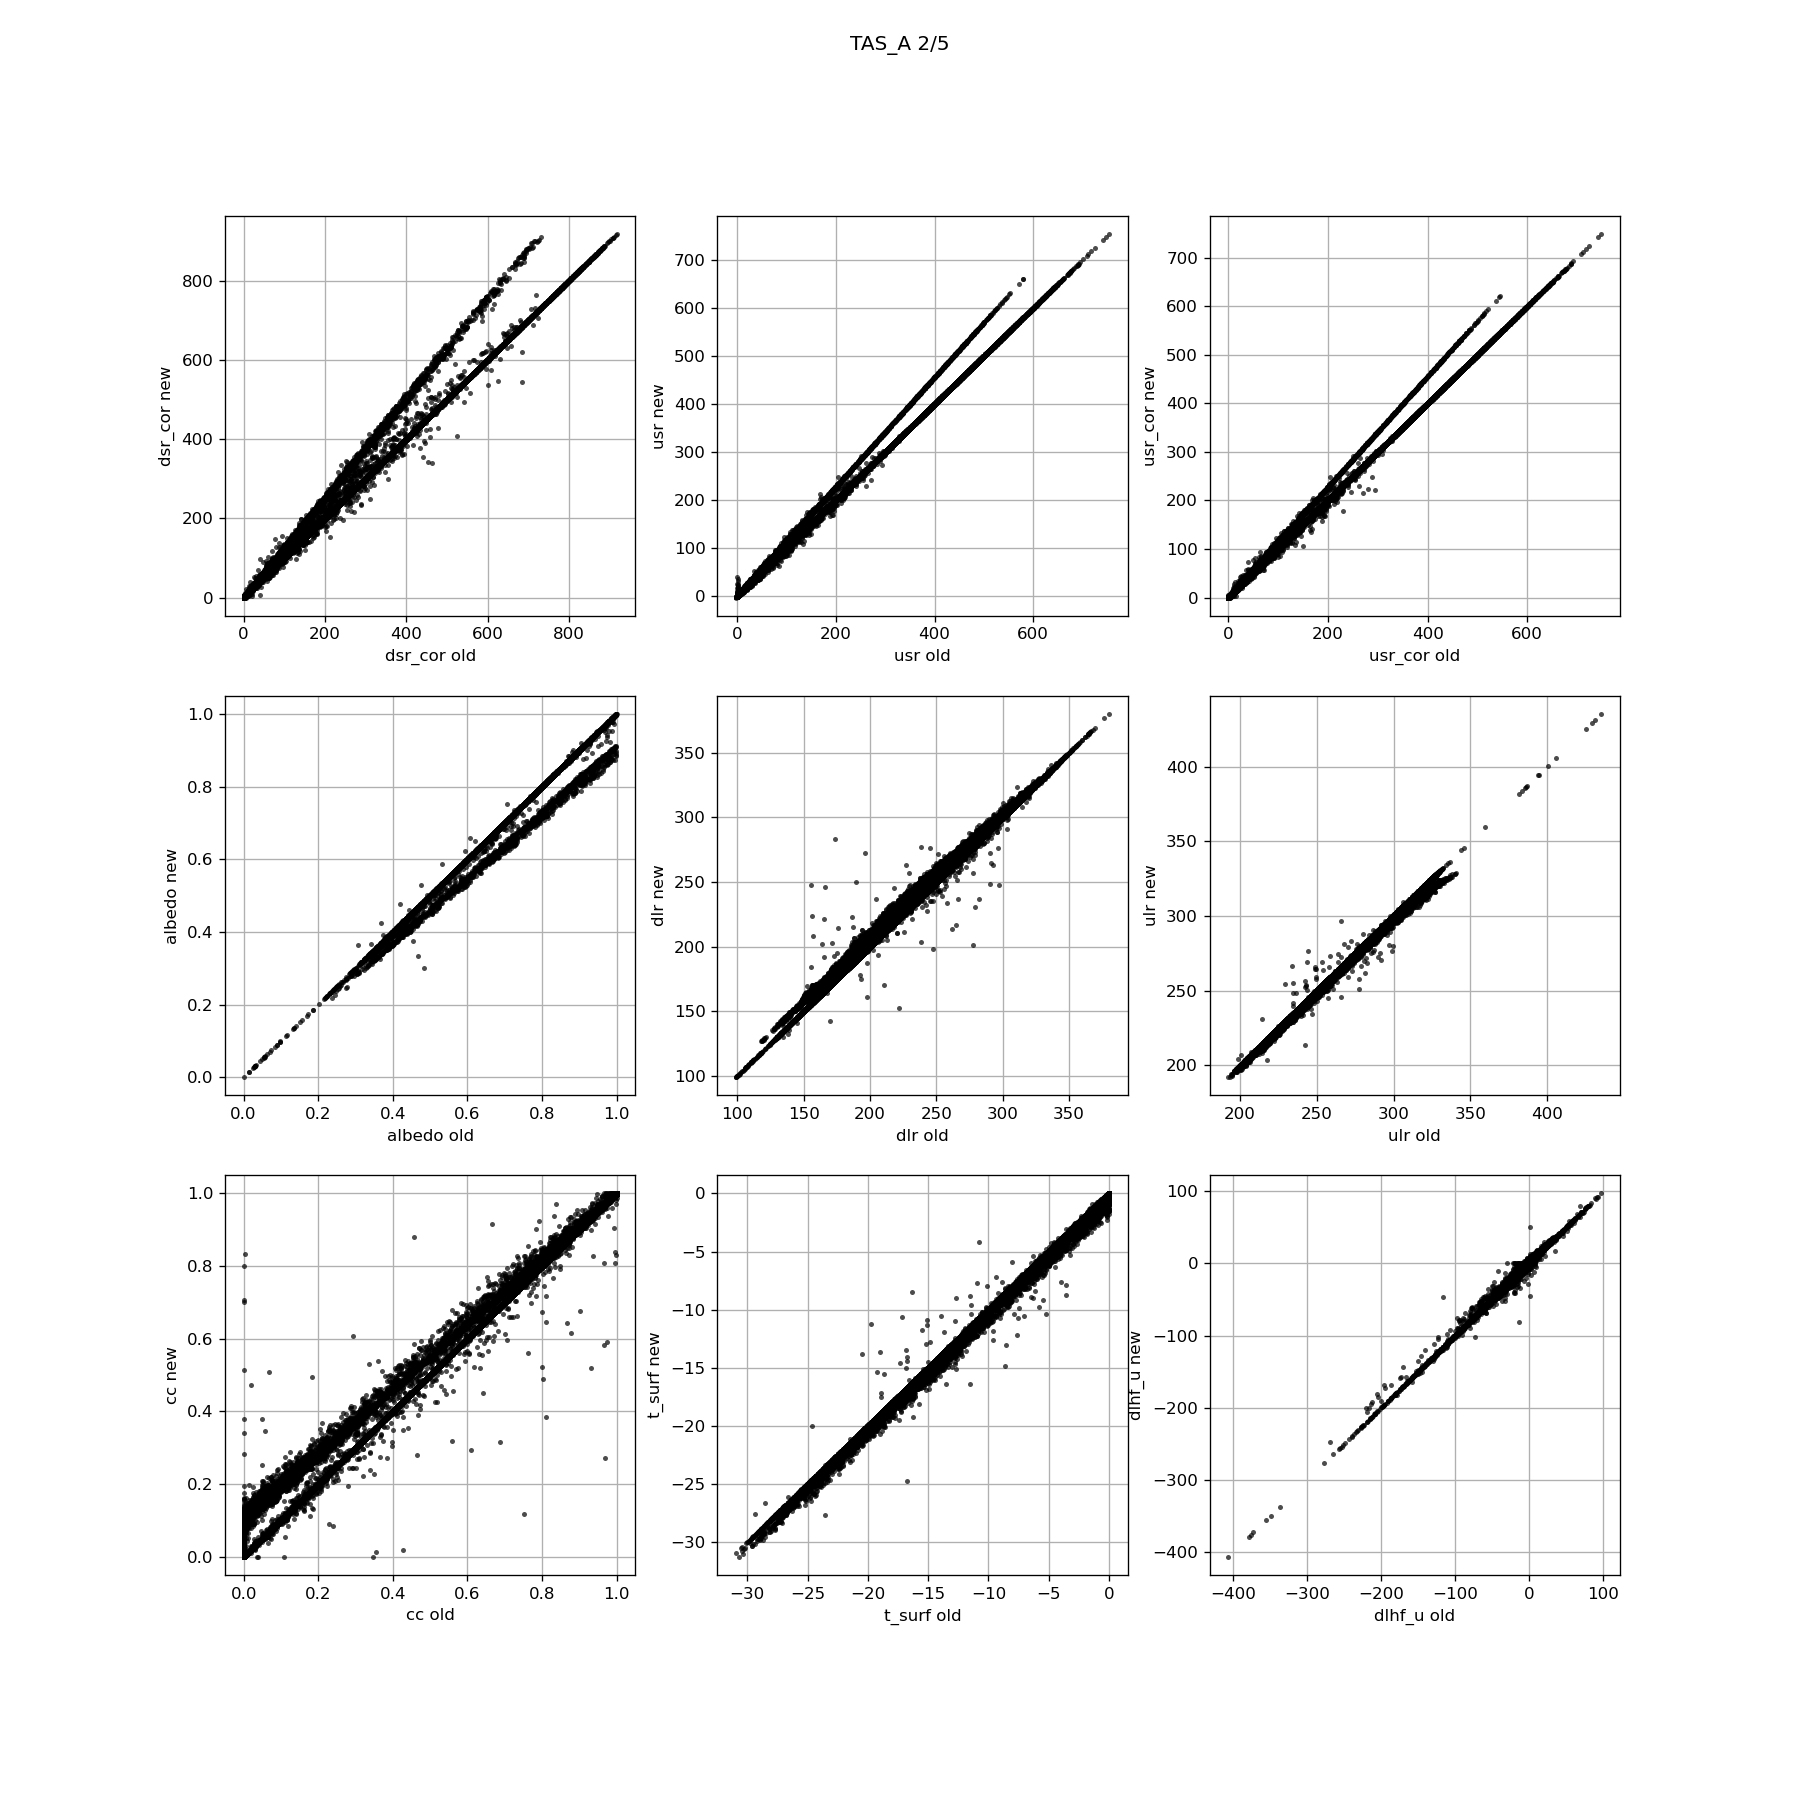 TAS_A 2/5
dsr_cor new
800
600
400
200
0
0 200 400 600 800
dsr_cor old
usr new
700
600
500
400
300
200
100
0
0 200 400 600
usr old
usr_cor new
700
600
500
400
300
200
100
0
0 200 400 600
usr_cor old
albedo new
1.0
0.8
0.6
0.4
0.2
0.0
0.0 0.2 0.4 0.6 0.8 1.0
albedo old
dlr new
350
300
250
200
150
100
100 150 200 250 300 350
dlr old
ulr new
400
350
300
250
200
200 250 300 350 400
ulr old
cc new
1.0
0.8
0.6
0.4
0.2
0.0
0.0 0.2 0.4 0.6 0.8 1.0
cc old
t_surf new
0
−5
−10
−15
−20
−25
−30
−30 −25 −20 −15 −10 −5 0
t_surf old
dlhf_u new
100
0
−100
−200
−300
−400
−400 −300 −200 −100 0 100
dlhf_u old